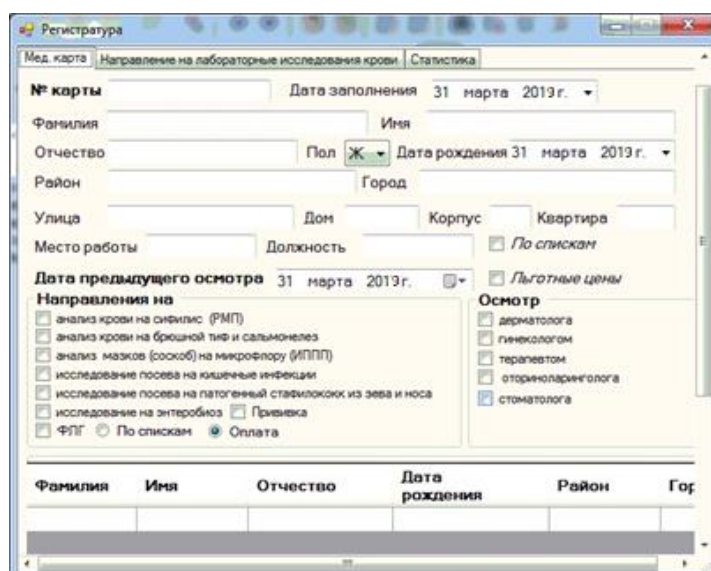 Регистратура
Мед. карта Направление на лабораторные исследования крови Статистика
№ карты Дата заполнения 31 марта 2019 г.
Фамилия Имя
Отчество Пол Ж Дата рождения 31 марта 2019 г.
Район Город
Улица Дом Корпус Квартира
Место работы Должность По спискам
Дата предыдущего осмотра 31 марта 2019 г. Льготные цены
Направления на Осмотр
анализ крови на сифилис (РМП) дерматолога
анализ крови на брюшной тиф и сальмонелез гинекологом
анализ мазков (соскоб) на микрофлору (ИППП) терапевтом
исследование посева на кишечные инфекции оториноларинголога
исследование посева на патогенный стафилококк из зева и носа стоматолога
исследование на энтеробиоз Прививка
ФЛГ По спискам Оплата
Фамилия Имя Отчество Дата рождения Район Гор